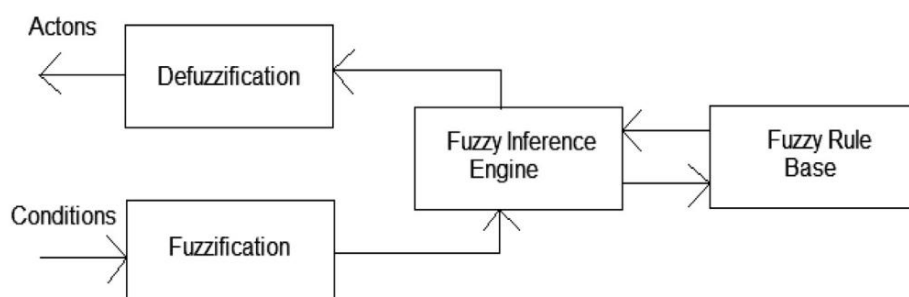 Actons
Defuzzification
Fuzzy Inference
Engine
Fuzzy Rule
Base
Conditions
Fuzzification